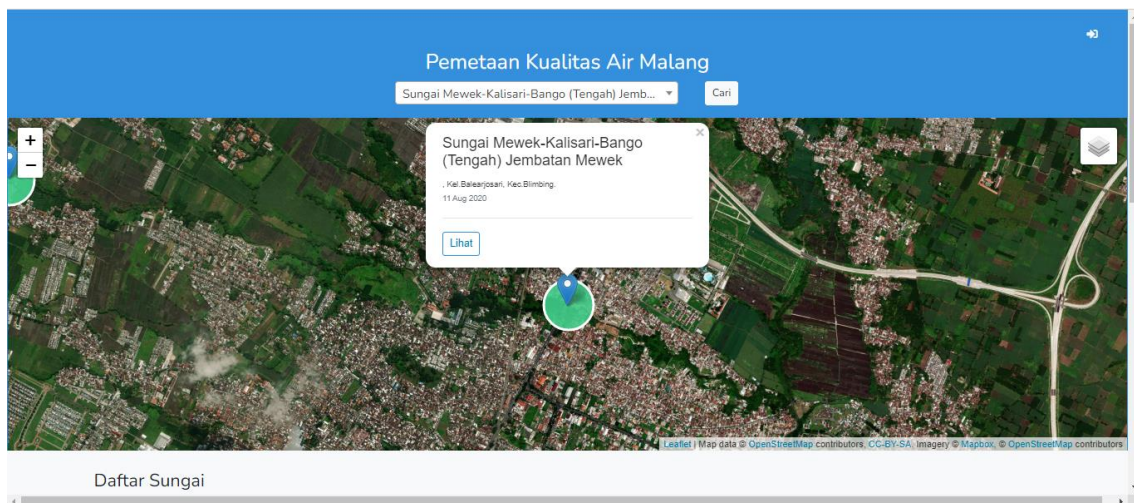 Pemetaan Kualitas Air Malang
Sungai Mewek-Kalisari-Bango (Tengah) Jemb...
Cari
+
−
×
Sungai Mewek-Kalisari-Bango
(Tengah) Jembatan Mewek
, Kel.Balearjosari, Kec.Blimbing.
11 Aug 2020
Lihat
Leaflet | Map data © OpenStreetMap contributors, CC-BY-SA, Imagery © Mapbox, © OpenStreetMap contributors
Daftar Sungai